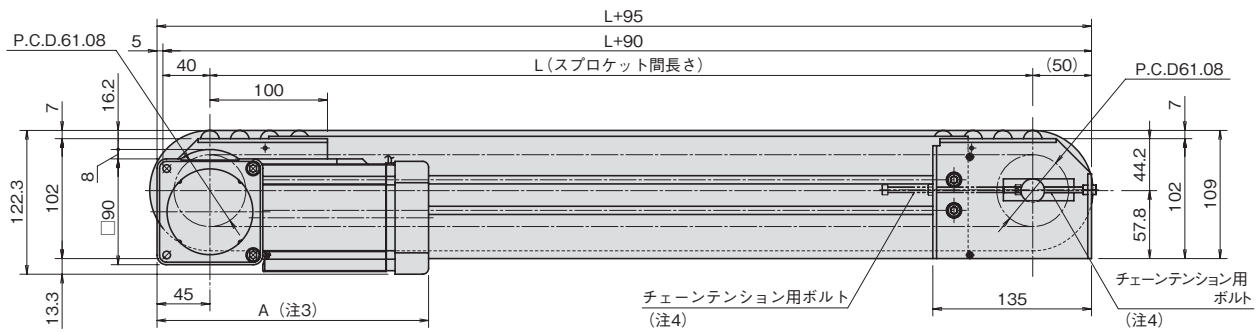 L+95
P.C.D.61.08
5
L+90
40
L(スプロケット間長さ)
(50)
P.C.D61.08
100
16.2
7
7
44.2
8
122.3
102
□90
57.8
102
109
13.3
45
A(注3)
チェーンテンション用ボルト
(注4)
135
チェーンテンション用
ボルト
(注4)